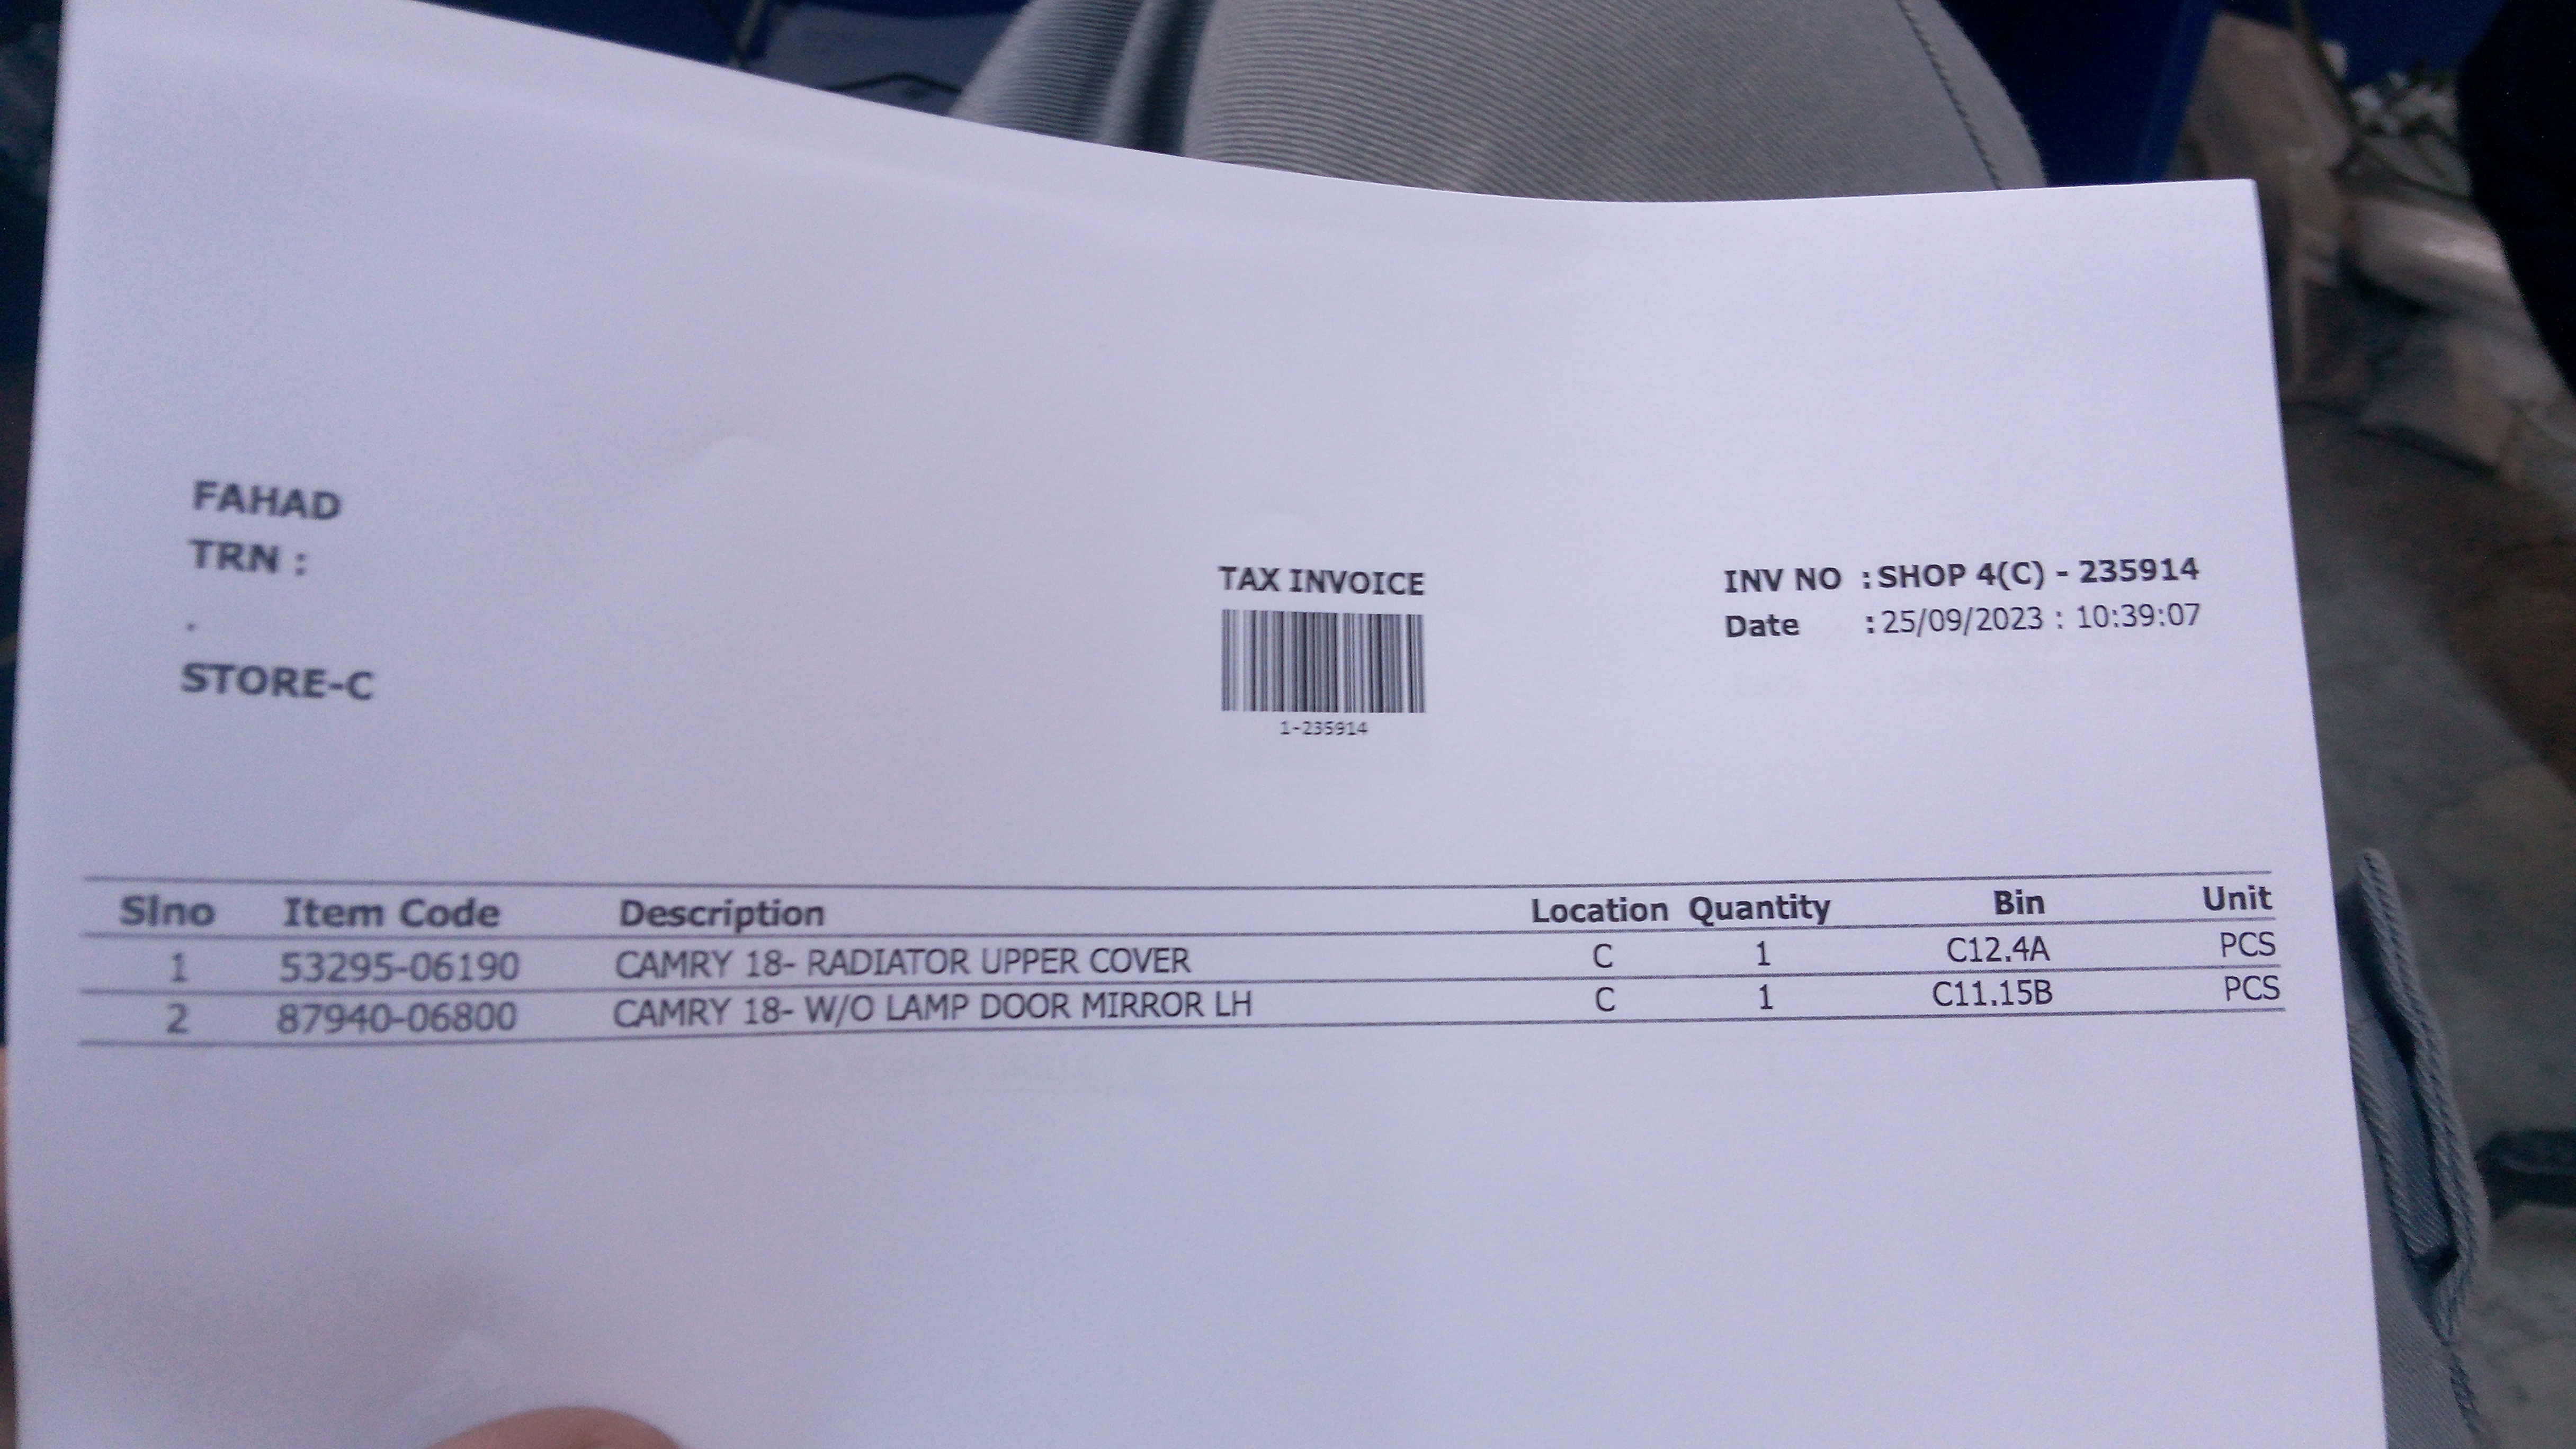 FAHAD
TRN :
.
STORE-C
TAX INVOICE
1-235914
INV NO : SHOP 4(C) - 235914
Date : 25/09/2023 : 10:39:07
Slno Item Code Description Location Quantity Bin Unit
1 53295-06190 CAMRY 18- RADIATOR UPPER COVER C 1 C12.4A PCS
2 87940-06800 CAMRY 18- W/O LAMP DOOR MIRROR LH C 1 C11.15B PCS